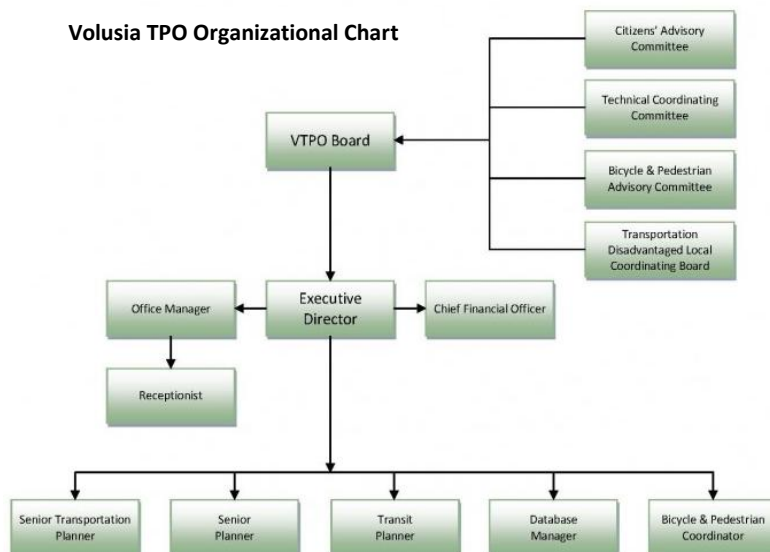 Volusia TPO Organizational Chart
Citizens' Advisory
Committee
Technical Coordinating
Committee
VTPO Board
Bicycle & Pedestrian
Advisory Committee
Transportation
Disadvantaged Local
Coordinating Board
Office Manager
Executive
Director
Chief Financial Officer
Receptionist
Senior Transportation
Planner
Senior
Planner
Transit
Planner
Database
Manager
Bicycle & Pedestrian
Coordinator